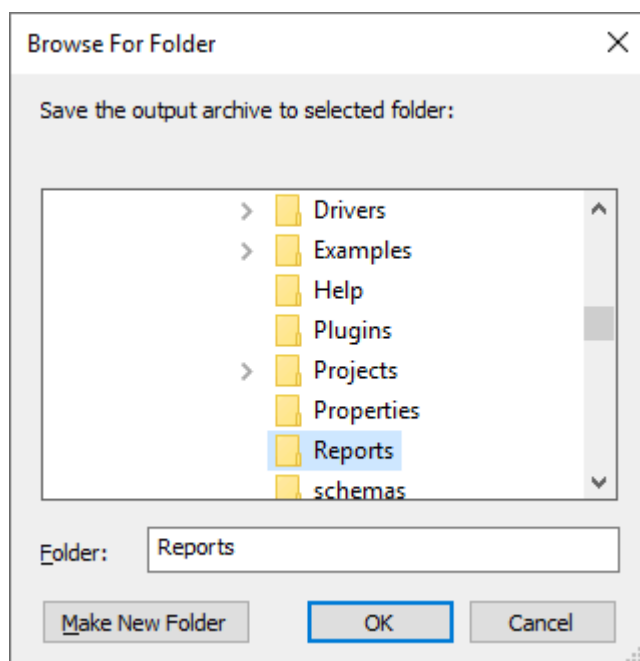 Browse For Folder
Save the output archive to selected folder:
Drivers
Examples
Help
Plugins
Projects
Properties
Reports
schemas
Folder: Reports
Make New Folder OK Cancel